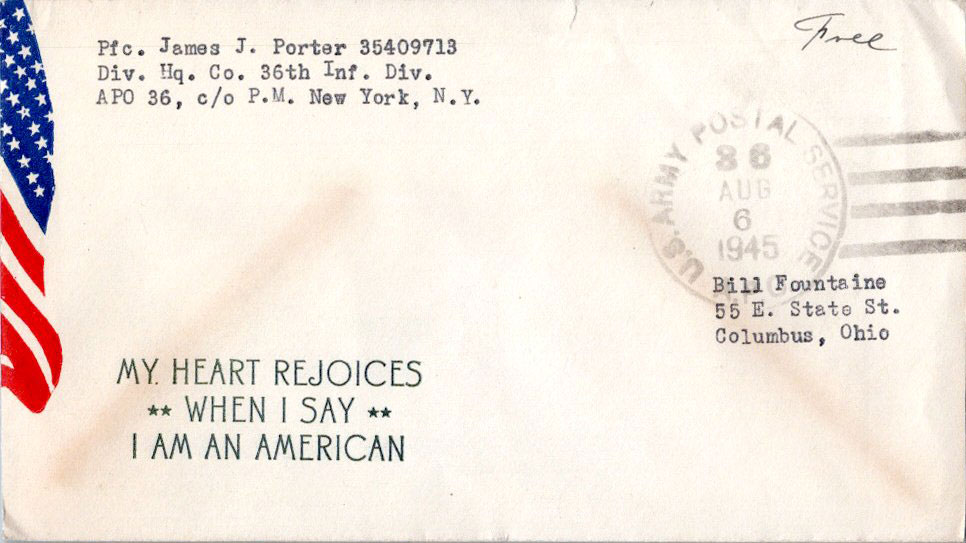 Pfc. James J. Porter 35409713
Div. Hq. Co. 36th Inf. Div.
APO 36, c/o P.M. New York, N.Y.
Free
U.S. ARMY POSTAL SERVICE
36
AUG
6
1945
Bill Fountaine
55 E. State St.
Columbus, Ohio
MY HEART REJOICES
** WHEN I SAY **
I AM AN AMERICAN